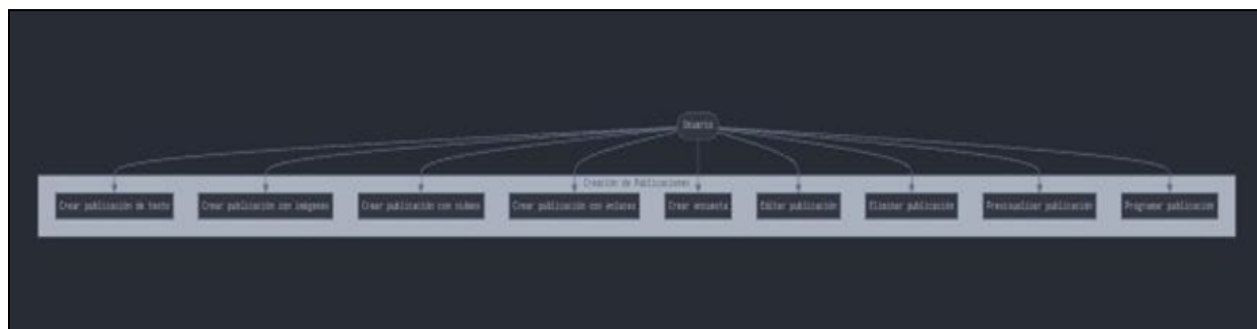 Usuario
Creación de Publicaciones
Crear publicación de texto
Crear publicación con imágenes
Crear publicación con videos
Crear publicación con enlaces
Crear encuesta
Editar publicación
Eliminar publicación
Previsualizar publicación
Programar publicación